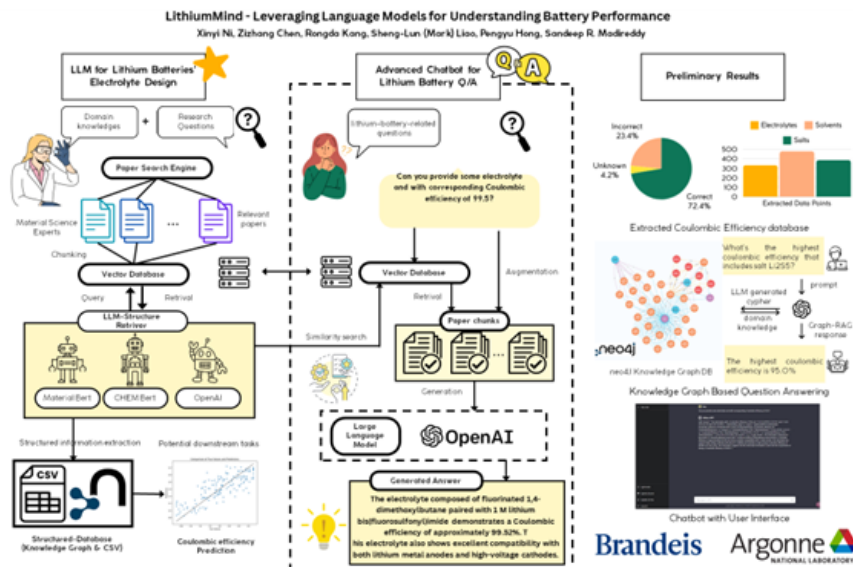 LithiumMind - Leveraging Language Models for Understanding Battery Performance
Xinyi Ni, Zizhang Chen, Rongda Kang, Sheng-Lun (Mark) Liao, Pengyu Hong, Sandeep R. Madireddy
LLM for Lithium Batteries'
Electrolyte Design
Domain
knowledges
+
Research
Questions
?
Paper Search Engine
Material Science
Experts
...
Relevant
papers
Chunking
Vector Database
Query
Retrival
LLM-Structure
Retriver
Material Bert
CHEM Bert
OpenAI
Structured information extraction
Potential downstream tasks
CSV
Structured-Database
(Knowledge Graph & CSV)
Coulombic efficiency
Prediction
Advanced Chatbot for
Lithium Battery Q/A
Q & A
lithium-battery-related
questions
?
Can you provide some electrolyte
and with corresponding Coulombic
efficiency of 99.5?
Vector Database
Augmentation
Retrival
Similarity search
Paper chunks
...
Generation
Large
Language
Model
OpenAI
Generated Answer
The electrolyte composed of fluorinated 1,4-
dimethoxylbutane paired with 1 M lithium
bis(fluorosulfonyl)imide demonstrates a Coulombic
efficiency of approximately 99.52%. T
his electrolyte also shows excellent compatibility with
both lithium metal anodes and high-voltage cathodes.
Preliminary Results
Incorrect
23.4%
Unknown
4.2%
Correct
72.4%
Electrolytes
Solvents
Salts
500
400
300
200
100
0
Extracted Data Points
Extracted Coulombic Efficiency database
What's the highest
coulombic efficiency that
includes salt Li2S5?
prompt
LLM generated
cypher
domain
knowledge
Graph-RAG
response
The highest coulombic
efficiency is 95.0%
neo4j
neo4J Knowledge Graph DB
Knowledge Graph Based Question Answering
Chatbot with User Interface
Brandeis
Argonne
NATIONAL LABORATORY